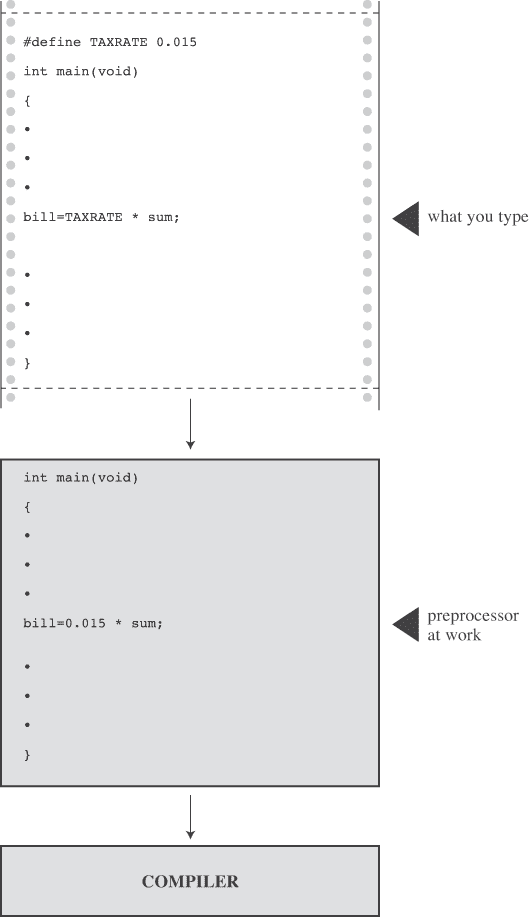 #define TAXRATE 0.015
int main(void)
{
•
•
•
bill=TAXRATE * sum;
what you type
•
•
•
}
int main(void)
{
•
•
•
bill=0.015 * sum;
preprocessor
at work
•
•
•
}
COMPILER